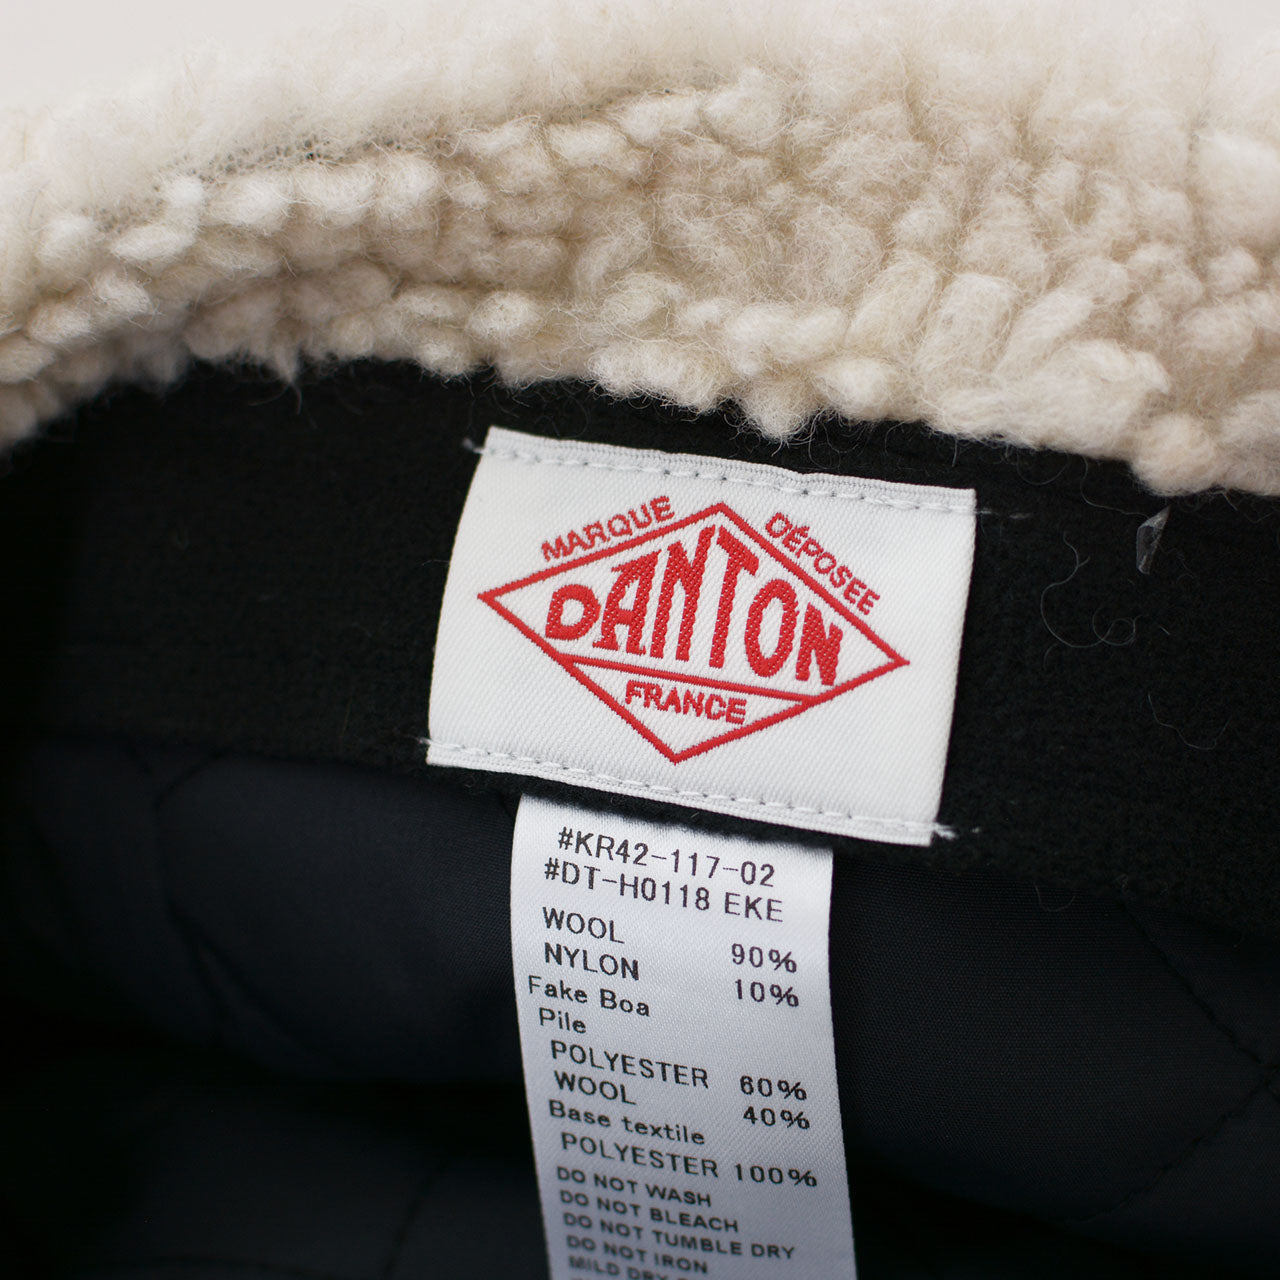 MARQUE DÉPOSEE
DANTON
FRANCE
#KR42-117-02
#DT-H0118 EKE
WOOL 90%
NYLON 10%
Fake Boa
Pile
POLYESTER 60%
WOOL 40%
Base textile
POLYESTER 100%
DO NOT WASH
DO NOT BLEACH
DO NOT TUMBLE DRY
DO NOT IRON
MILD DRY